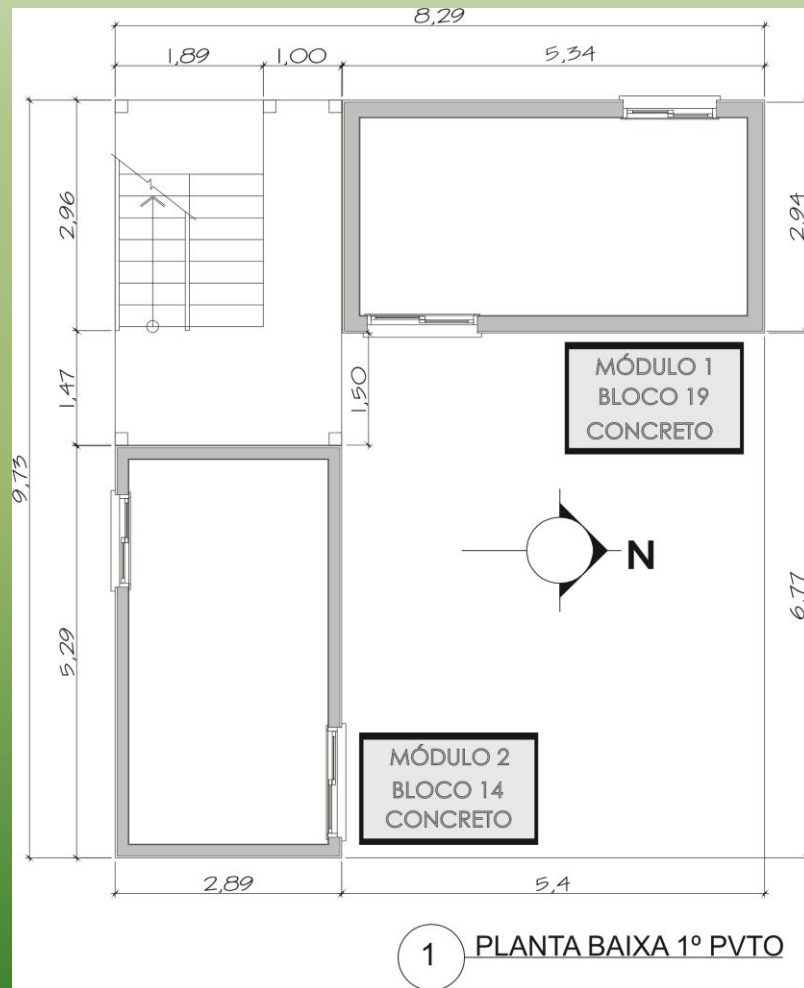 8,29
1,89
1,00
5,34
2,96
2,94
1,47
1,50
MÓDULO 1
BLOCO 19
CONCRETO
9,73
N
6,77
5,29
MÓDULO 2
BLOCO 14
CONCRETO
2,89
5,4
1 PLANTA BAIXA 1º PVTO